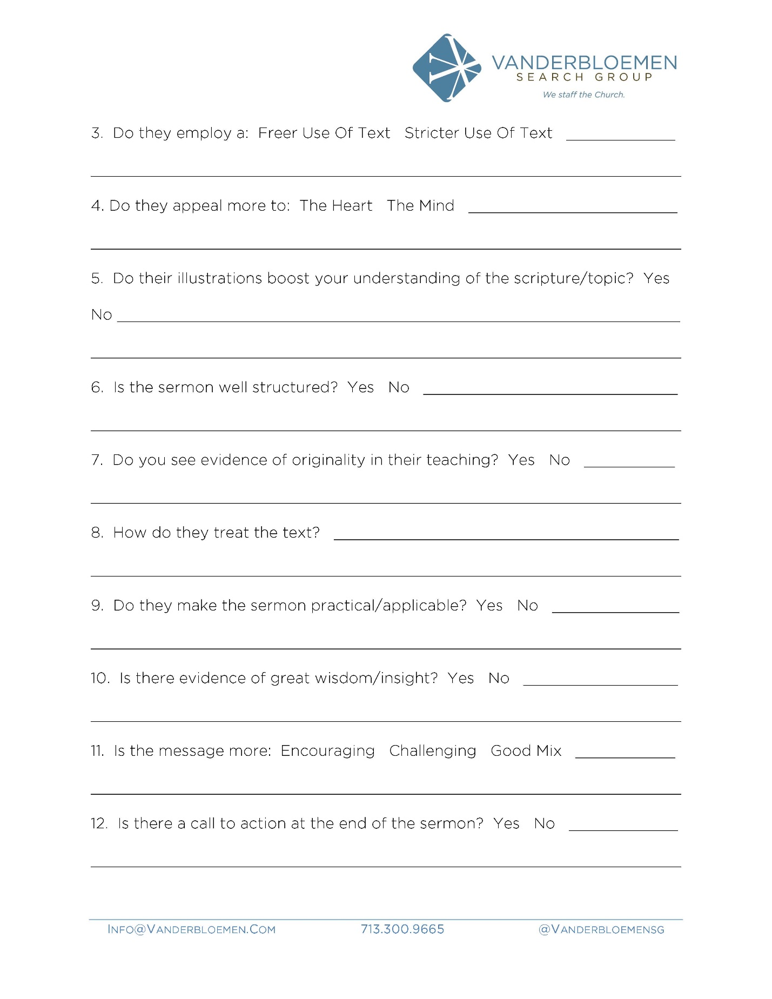 VANDERBLOEMEN
SEARCH GROUP
We staff the Church.
3. Do they employ a: Freer Use Of Text Stricter Use Of Text
4. Do they appeal more to: The Heart The Mind
5. Do their illustrations boost your understanding of the scripture/topic? Yes
No
6. Is the sermon well structured? Yes No
7. Do you see evidence of originality in their teaching? Yes No
8. How do they treat the text?
9. Do they make the sermon practical/applicable? Yes No
10. Is there evidence of great wisdom/insight? Yes No
11. Is the message more: Encouraging Challenging Good Mix
12. Is there a call to action at the end of the sermon? Yes No
INFO@VANDERBLOEMEN.COM 713.300.9665 @VANDERBLOEMENSG